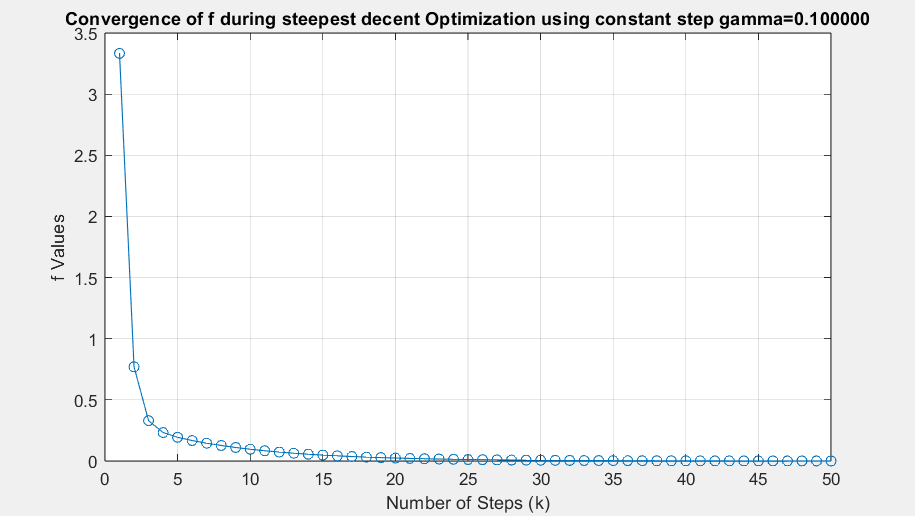 Convergence of f during steepest decent Optimization using constant step gamma=0.100000
3.5
3
2.5
2
1.5
1
0.5
0
f Values
0 5 10 15 20 25 30 35 40 45 50
Number of Steps (k)